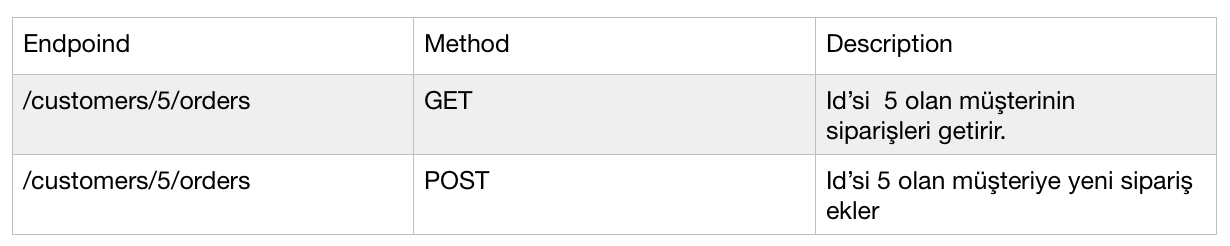 Endpoind Method Description
/customers/5/orders GET Id’si  5 olan müşterinin
siparişleri getirir.
/customers/5/orders POST Id’si 5 olan müşteriye yeni sipariş
ekler